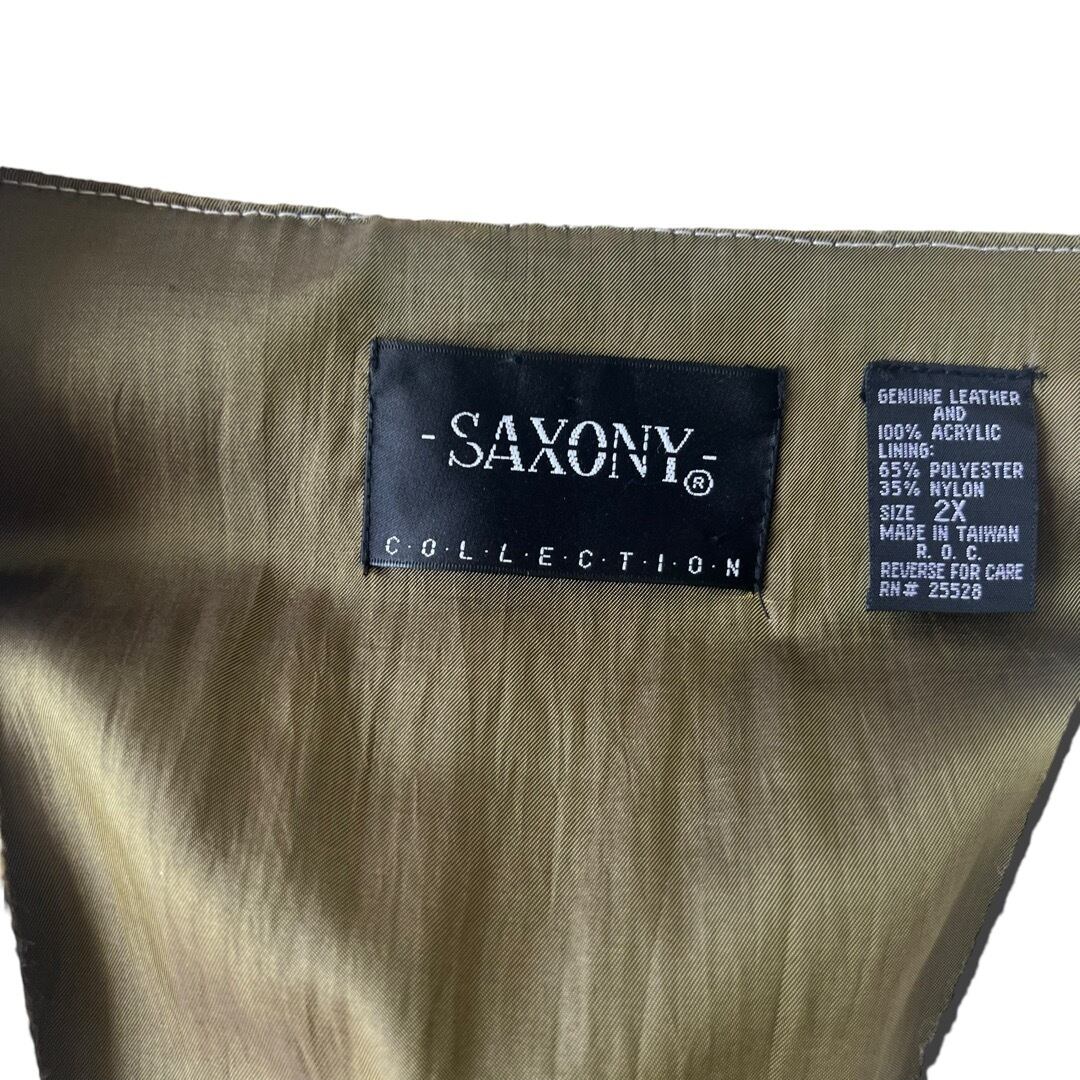 - SAXONY - ®
C·O·L·L·E·C·T·I·O·N
GENUINE LEATHER
AND
100% ACRYLIC
LINING:
65% POLYESTER
35% NYLON
SIZE 2X
MADE IN TAIWAN
R. O. C.
REVERSE FOR CARE
RN# 25528